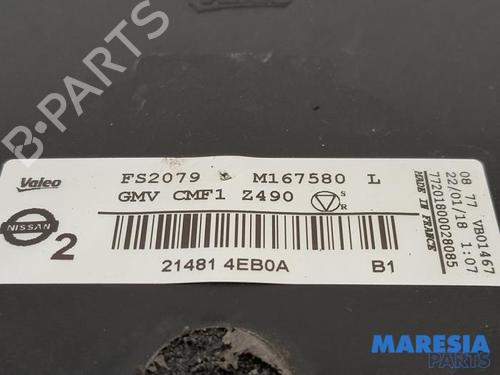 B-PARTS
Valeo
FS2079 M167580 L
GMV CMF1 Z490 S R
NISSAN 2
21481 4EB0A B1
MADE IN FRANCE
77201800028085
22/01/18 1:07
08 77 VB01467
MARESIA
PARTS